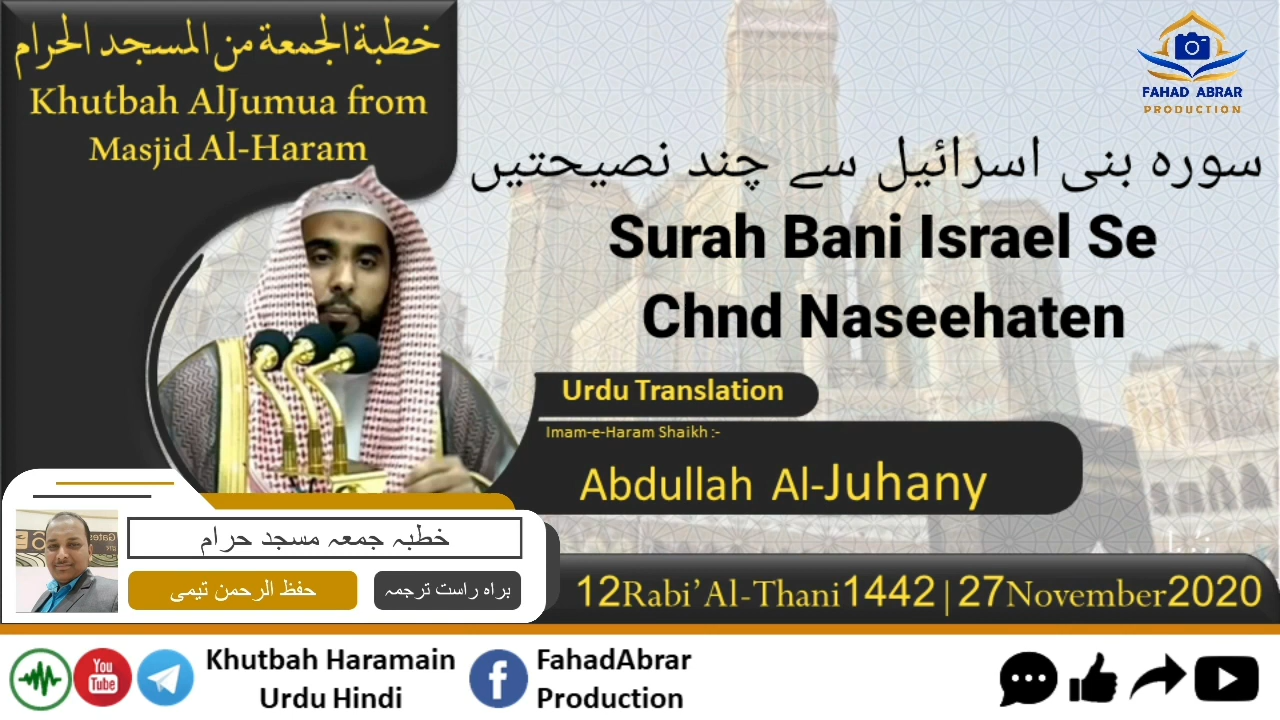 خطبة الجمعة من المسجد الحرام
Khutbah AlJumua from
Masjid Al-Haram
FAHAD ABRAR
PRODUCTION
سورہ بنی اسرائیل سے چند نصیحتیں
Surah Bani Israel Se
Chnd Naseehaten
Urdu Translation
Imam-e-Haram Shaikh :-
Abdullah Al-Juhany
خطبہ جمعہ مسجد حرام
حفظ الرحمن تیمی
براہ راست ترجمہ
12Rabi’Al-Thani1442|27November2020
You
Tube
Khutbah Haramain
Urdu Hindi
f
FahadAbrar
Production